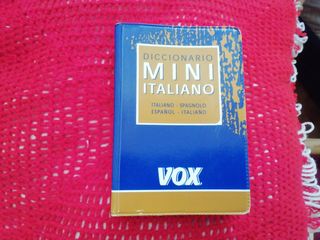 DICCIONARIO
MINI
ITALIANO
ITALIANO - SPAGNOLO
ESPAÑOL - ITALIANO
VOX